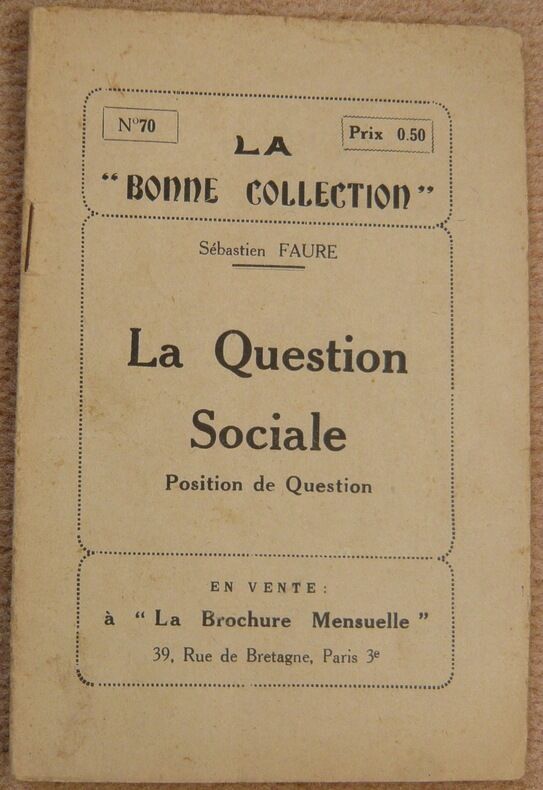 N°70
Prix 0.50
LA
"BONNE COLLECTION"
Sébastien FAURE
La Question
Sociale
Position de Question
EN VENTE :
à " La Brochure Mensuelle "
39, Rue de Bretagne, Paris 3e